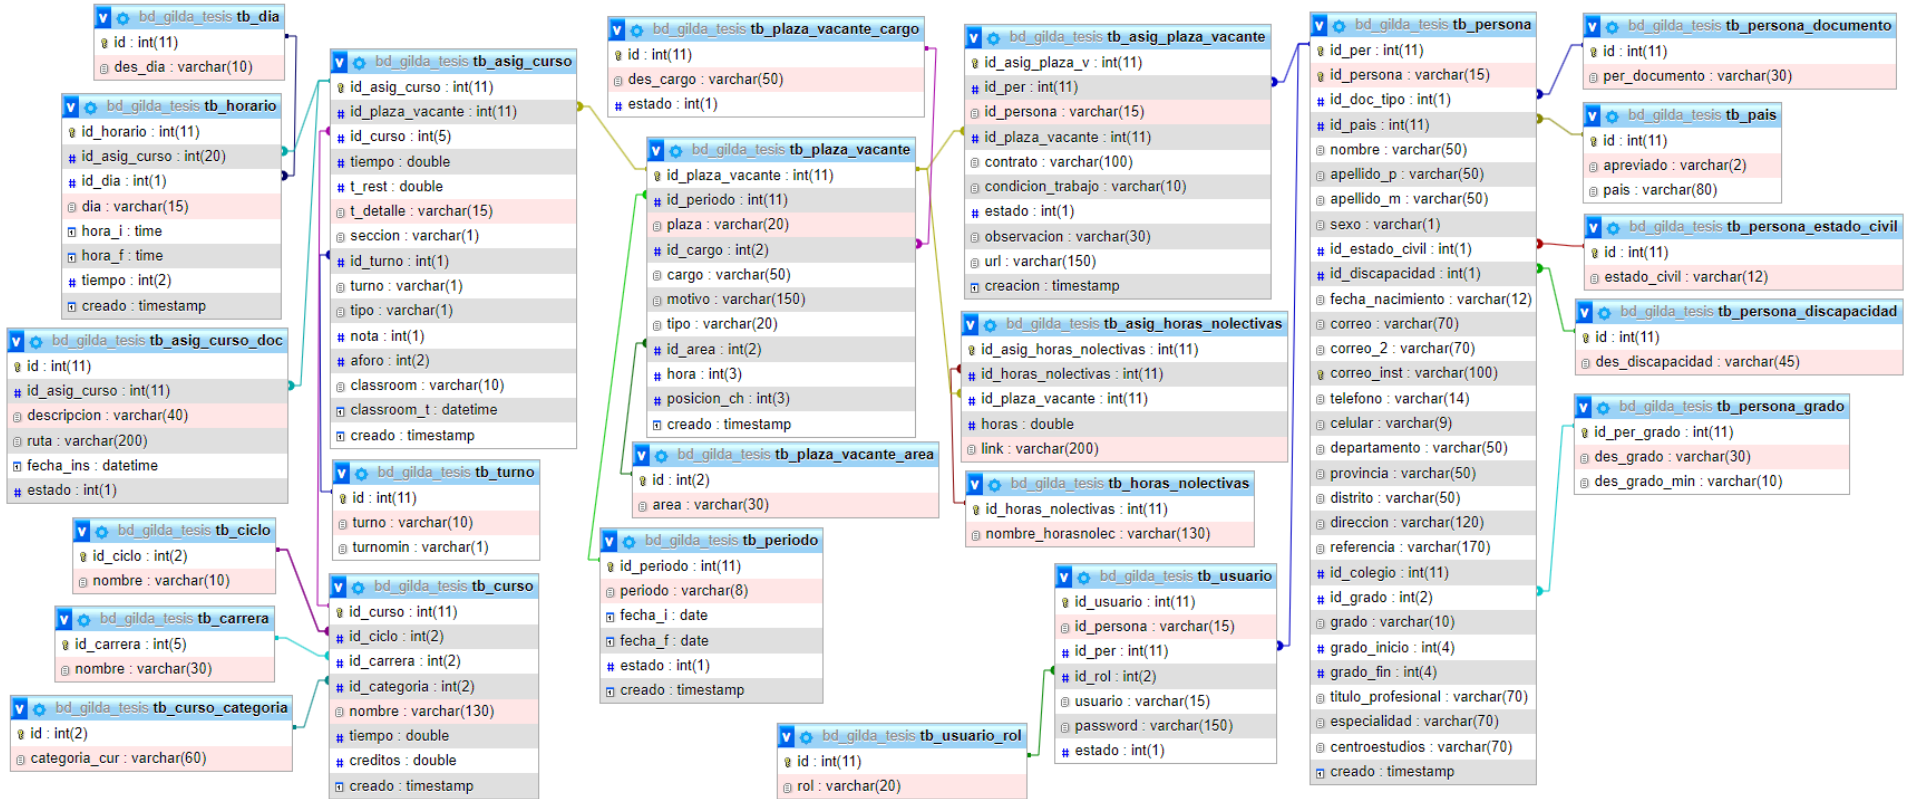 bd_gilda_tesis tb_dia
id : int(11)
des_dia : varchar(10)
bd_gilda_tesis tb_horario
id_horario : int(11)
id_asig_curso : int(20)
id_dia : int(1)
dia : varchar(15)
hora_i : time
hora_f : time
tiempo : int(2)
creado : timestamp
bd_gilda_tesis tb_asig_curso_doc
id : int(11)
id_asig_curso : int(11)
descripcion : varchar(40)
ruta : varchar(200)
fecha_ins : datetime
estado : int(1)
bd_gilda_tesis tb_ciclo
id_ciclo : int(2)
nombre : varchar(10)
bd_gilda_tesis tb_carrera
id_carrera : int(5)
nombre : varchar(30)
bd_gilda_tesis tb_curso_categoria
id : int(2)
categoria_cur : varchar(60)
bd_gilda_tesis tb_asig_curso
id_asig_curso : int(11)
id_plaza_vacante : int(11)
id_curso : int(5)
tiempo : double
t_rest : double
t_detalle : varchar(15)
seccion : varchar(1)
id_turno : int(1)
turno : varchar(1)
tipo : varchar(1)
nota : int(1)
aforo : int(2)
classroom : varchar(10)
classroom_t : datetime
creado : timestamp
bd_gilda_tesis tb_turno
id : int(11)
turno : varchar(10)
turnomin : varchar(1)
bd_gilda_tesis tb_curso
id_curso : int(11)
id_ciclo : int(2)
id_carrera : int(2)
id_categoria : int(2)
nombre : varchar(130)
tiempo : double
creditos : double
creado : timestamp
bd_gilda_tesis tb_plaza_vacante_cargo
id : int(11)
des_cargo : varchar(50)
estado : int(1)
bd_gilda_tesis tb_plaza_vacante
id_plaza_vacante : int(11)
id_periodo : int(11)
plaza : varchar(20)
id_cargo : int(2)
cargo : varchar(50)
motivo : varchar(150)
tipo : varchar(20)
id_area : int(2)
hora : int(3)
posicion_ch : int(3)
creado : timestamp
bd_gilda_tesis tb_plaza_vacante_area
id : int(2)
area : varchar(30)
bd_gilda_tesis tb_periodo
id_periodo : int(11)
periodo : varchar(8)
fecha_i : date
fecha_f : date
estado : int(1)
creado : timestamp
bd_gilda_tesis tb_usuario_rol
id : int(11)
rol : varchar(20)
bd_gilda_tesis tb_asig_plaza_vacante
id_asig_plaza_v : int(11)
id_per : int(11)
id_persona : varchar(15)
id_plaza_vacante : int(11)
contrato : varchar(100)
condicion_trabajo : varchar(10)
estado : int(1)
observacion : varchar(30)
url : varchar(150)
creacion : timestamp
bd_gilda_tesis tb_asig_horas_nolectivas
id_asig_horas_nolectivas : int(11)
id_horas_nolectivas : int(11)
id_plaza_vacante : int(11)
horas : double
link : varchar(200)
bd_gilda_tesis tb_horas_nolectivas
id_horas_nolectivas : int(11)
nombre_horasnolec : varchar(130)
bd_gilda_tesis tb_usuario
id_usuario : int(11)
id_persona : varchar(15)
id_per : int(11)
id_rol : int(2)
usuario : varchar(15)
password : varchar(150)
estado : int(1)
bd_gilda_tesis tb_persona
id_per : int(11)
id_persona : varchar(15)
id_doc_tipo : int(1)
id_pais : int(11)
nombre : varchar(50)
apellido_p : varchar(50)
apellido_m : varchar(50)
sexo : varchar(1)
id_estado_civil : int(1)
id_discapacidad : int(1)
fecha_nacimiento : varchar(12)
correo : varchar(70)
correo_2 : varchar(70)
correo_inst : varchar(100)
telefono : varchar(14)
celular : varchar(9)
departamento : varchar(50)
provincia : varchar(50)
distrito : varchar(50)
direccion : varchar(120)
referencia : varchar(170)
id_colegio : int(11)
id_grado : int(2)
grado : varchar(10)
grado_inicio : int(4)
grado_fin : int(4)
titulo_profesional : varchar(70)
especialidad : varchar(70)
centroestudios : varchar(70)
creado : timestamp
bd_gilda_tesis tb_persona_documento
id : int(11)
per_documento : varchar(30)
bd_gilda_tesis tb_pais
id : int(11)
apreviado : varchar(2)
pais : varchar(80)
bd_gilda_tesis tb_persona_estado_civil
id : int(11)
estado_civil : varchar(12)
bd_gilda_tesis tb_persona_discapacidad
id : int(11)
des_discapacidad : varchar(45)
bd_gilda_tesis tb_persona_grado
id_per_grado : int(11)
des_grado : varchar(30)
des_grado_min : varchar(10)